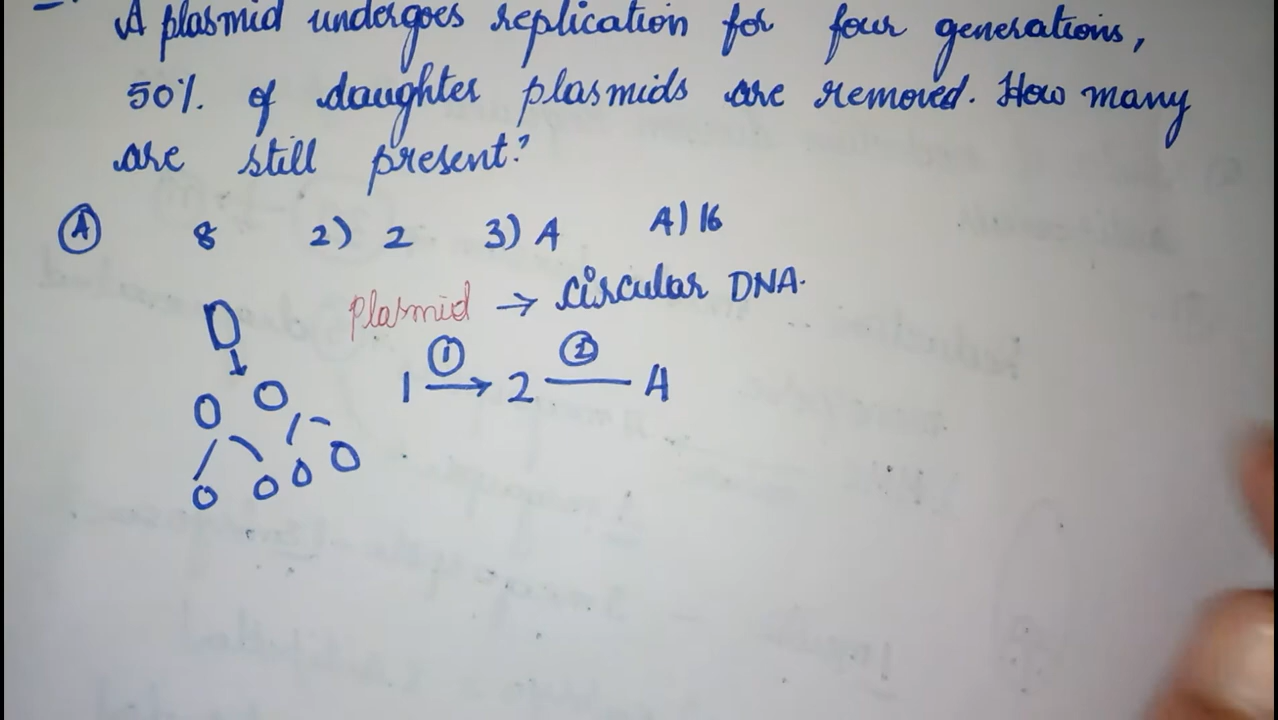 A plasmid undergoes replication for four generations,
50% of daughter plasmids are removed. How many
are still present?
A 8 2) 2 3) 4 4) 16
Plasmid → circular DNA.
1 ① → 2 ② — 4